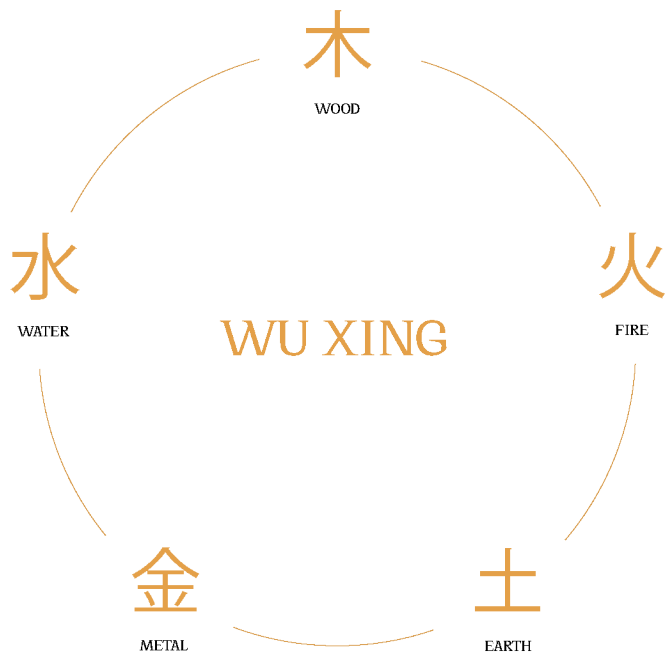 木
WOOD
水
火
WATER
WU XING
FIRE
金
土
METAL
EARTH